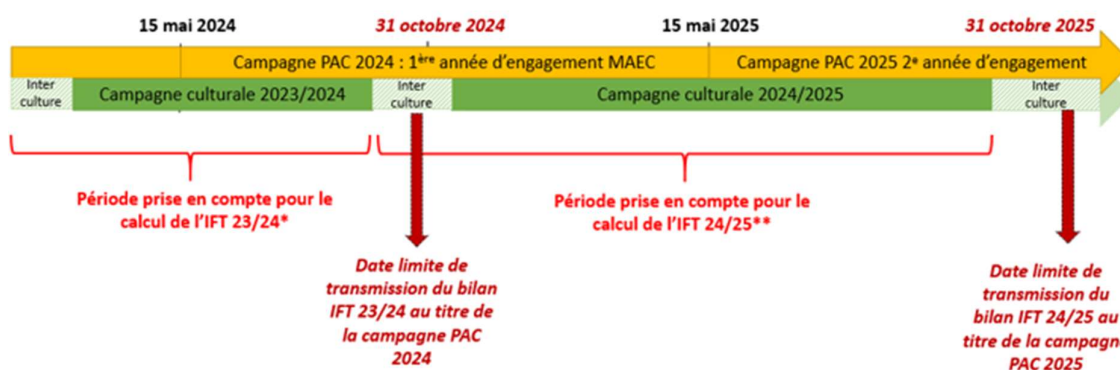 15 mai 2024
31 octobre 2024
15 mai 2025
31 octobre 2025
Campagne PAC 2024 : 1ère année d'engagement MAEC
Campagne PAC 2025 2e année d'engagement
Inter
culture
Campagne culturale 2023/2024
Inter
culture
Campagne culturale 2024/2025
Inter
culture
Période prise en compte pour le
calcul de l'IFT 23/24*
Période prise en compte pour le
calcul de l'IFT 24/25**
Date limite de
transmission du bilan
IFT 23/24 au titre de
la campagne PAC
2024
Date limite de
transmission du
bilan IFT 24/25 au
titre de la campagne
PAC 2025